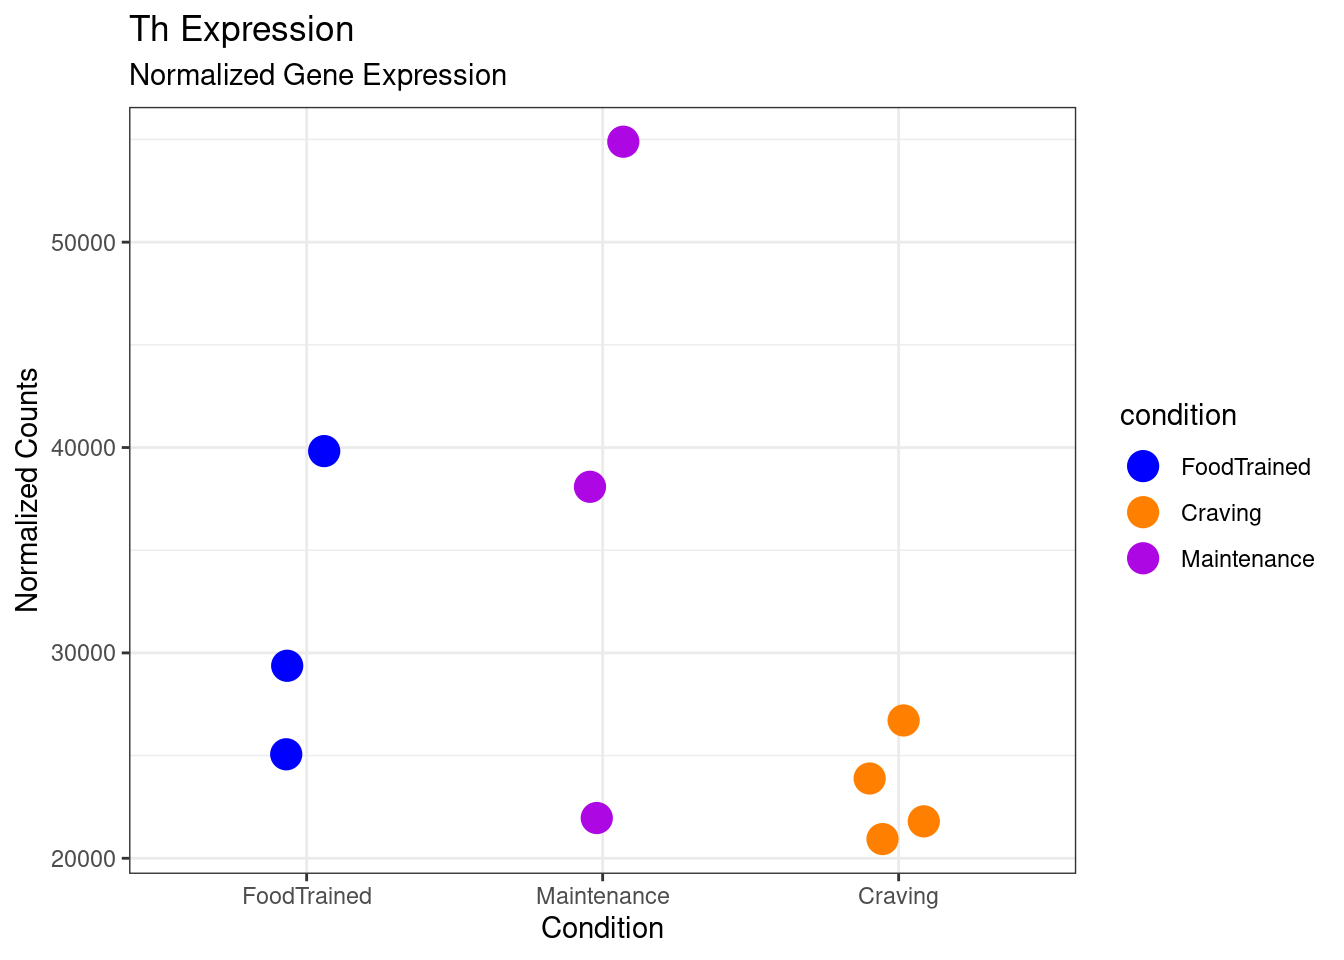 Th Expression
Normalized Gene Expression
Normalized Counts
50000
40000
30000
20000
FoodTrained
Maintenance
Craving
Condition
condition
FoodTrained
Craving
Maintenance